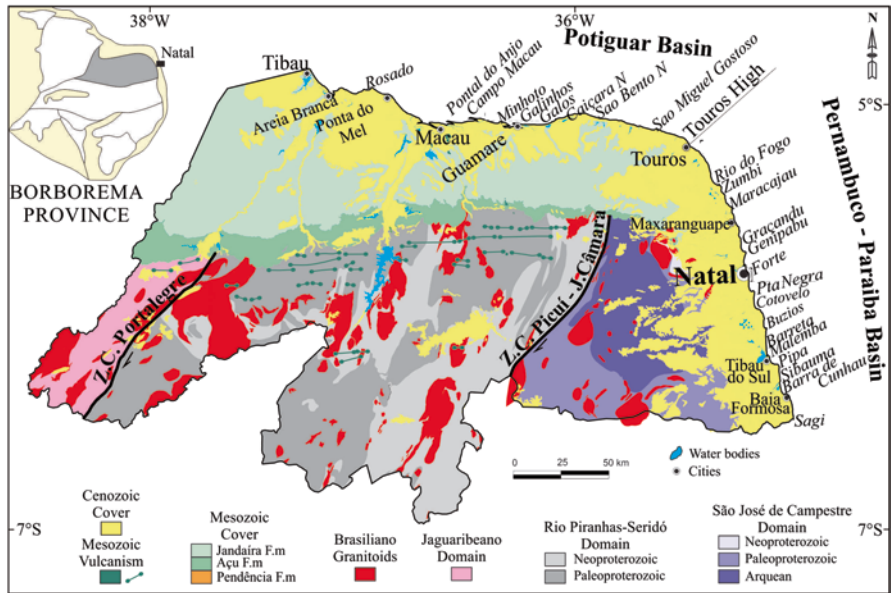 38°W
36°W
N
Natal
BORBOREMA
PROVINCE
Potiguar Basin
5°S
Tibau
Rosado
Areia Branca
Ponta do
Mel
Macau
Pontal do Anjo
Campo Macau
Guamare
Minhoto
Galinhos
Galos
Caiçara N
Sao Bento N
Sao Miguel Gostoso
Touros High
Touros
Pernambuco - Paraiba Basin
Rio do Fogo
Zumbi
Maracajau
Maxaranguape
Graçandu
Genipabu
Forte
Natal
Pta Negra
Cotovelo
Buzios
Barreta
Malemba
Pipa
Tibau
do Sul
Sibauma
Barra de
Cunhau
Baia
Formosa
Sagi
Z.C. Portalegre
Z.C. Picuí - J.Câmara
Water bodies
Cities
0 25 50 km
7°S
7°S
Cenozoic
Cover
Mesozoic
Vulcanism
Mesozoic
Cover
Jandaíra F.m
Açu F.m
Pendência F.m
Brasiliano
Granitoids
Jaguaribeano
Domain
Rio Piranhas-Seridó
Domain
Neoproterozoic
Paleoproterozoic
São José de Campestre
Domain
Neoproterozoic
Paleoproterozoic
Arquean